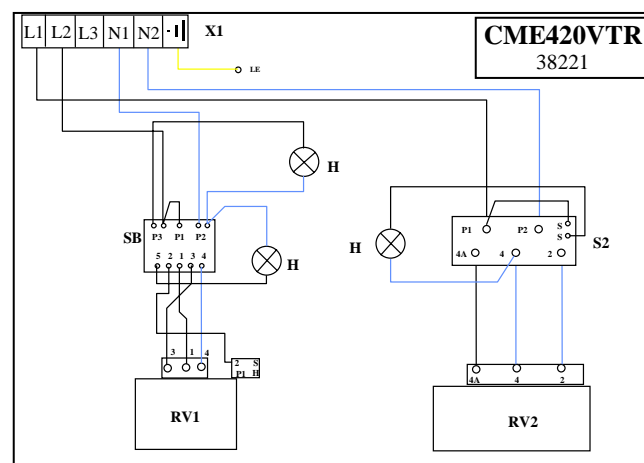 L1 L2 L3 N1 N2 X1
CME420VTR
38221
LE
H
P3 P1 P2
SB
5 2 1 3 4
H
H
P1 P2 S
S
S2
4A 4 2
3 1 4
2 S
P1 H
RV1
4A 4 2
RV2